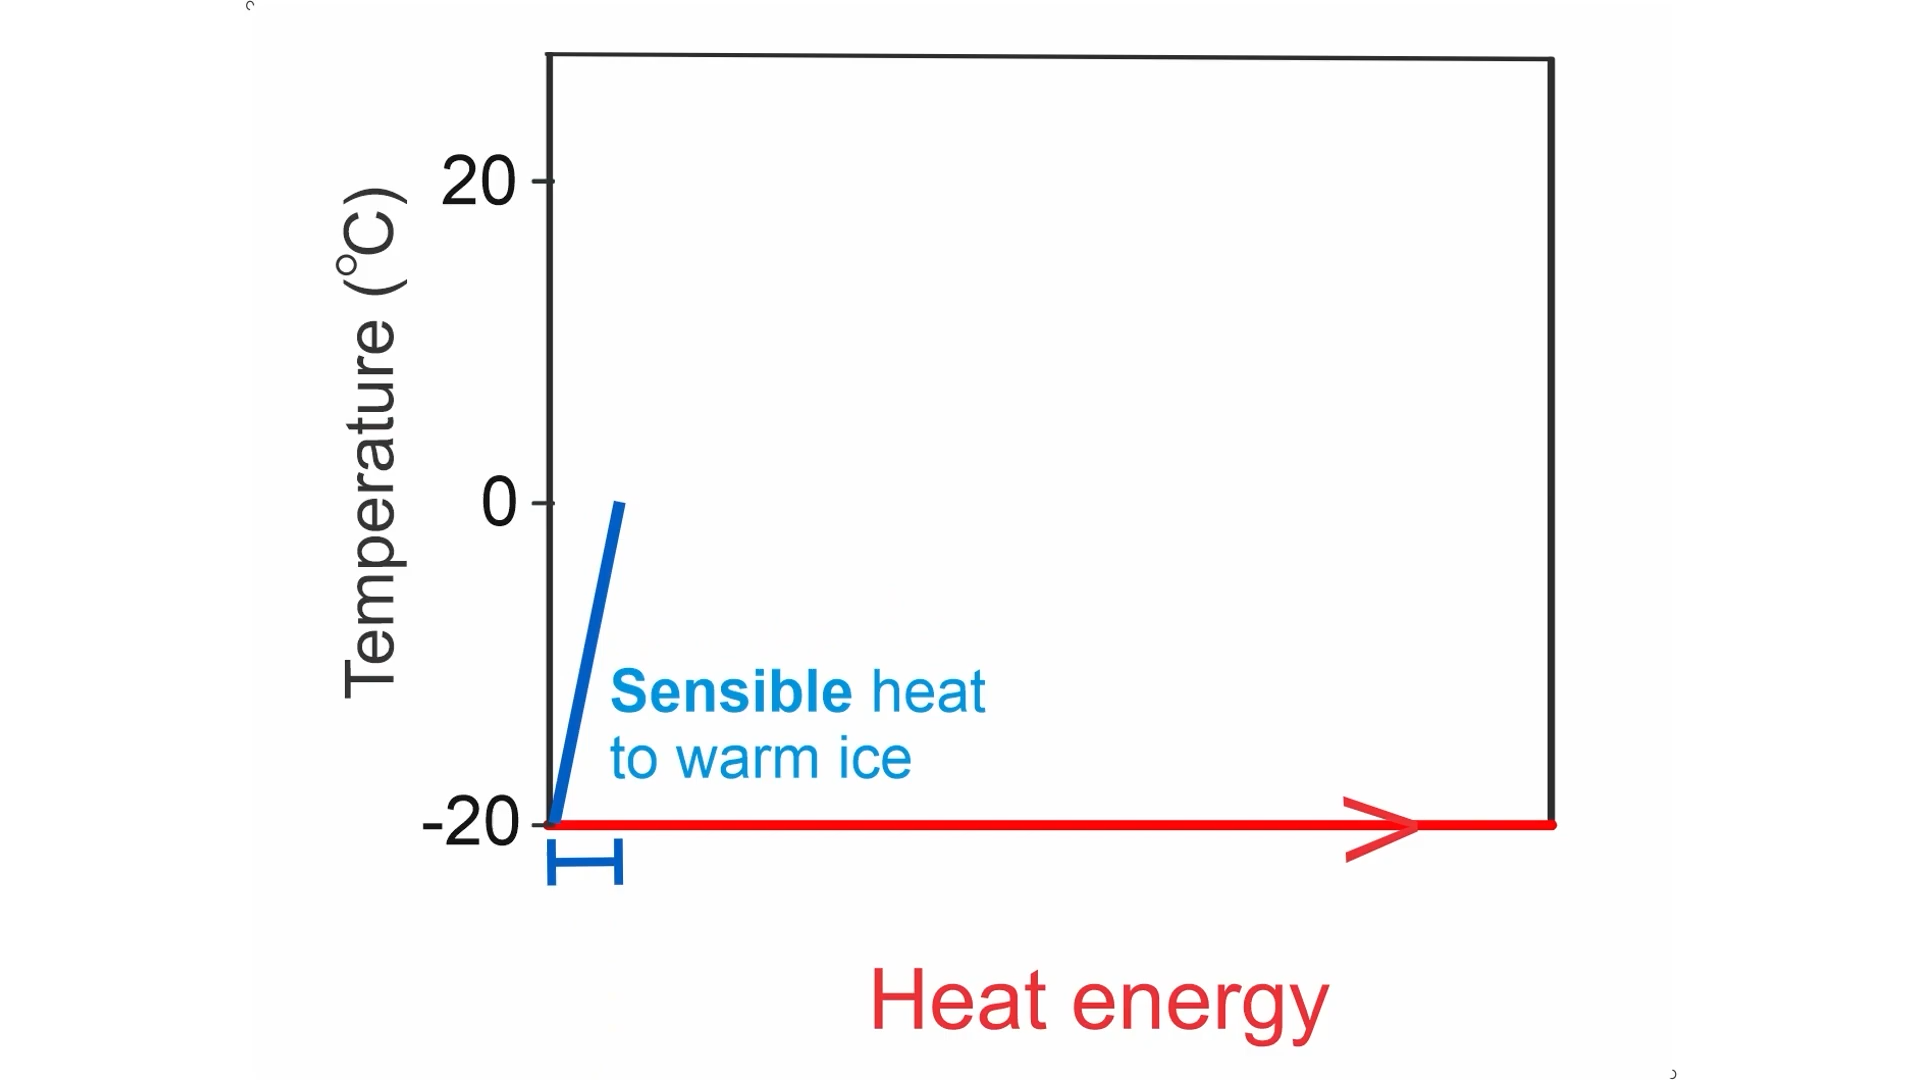 20
0
-20
Temperature (°C)
Sensible heat
to warm ice
Heat energy